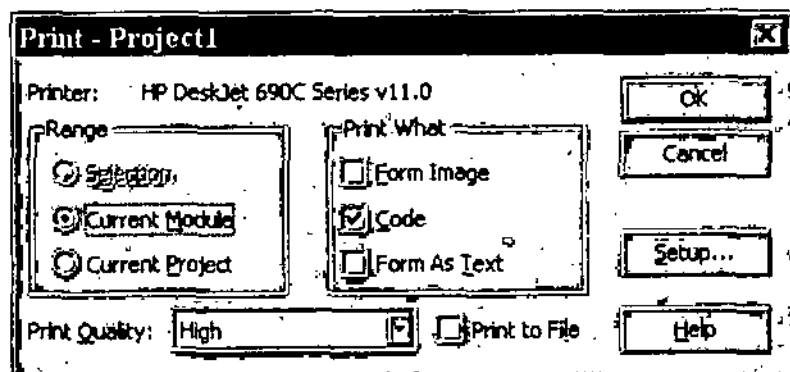 Print - Project1
Printer: HP DeskJet 690C Series v11.0
OK
Range
Print What
Cancel
Selection
Form Image
Current Module
Code
Current Project
Form As Text
Setup...
Print Quality: High
Print to File
Help